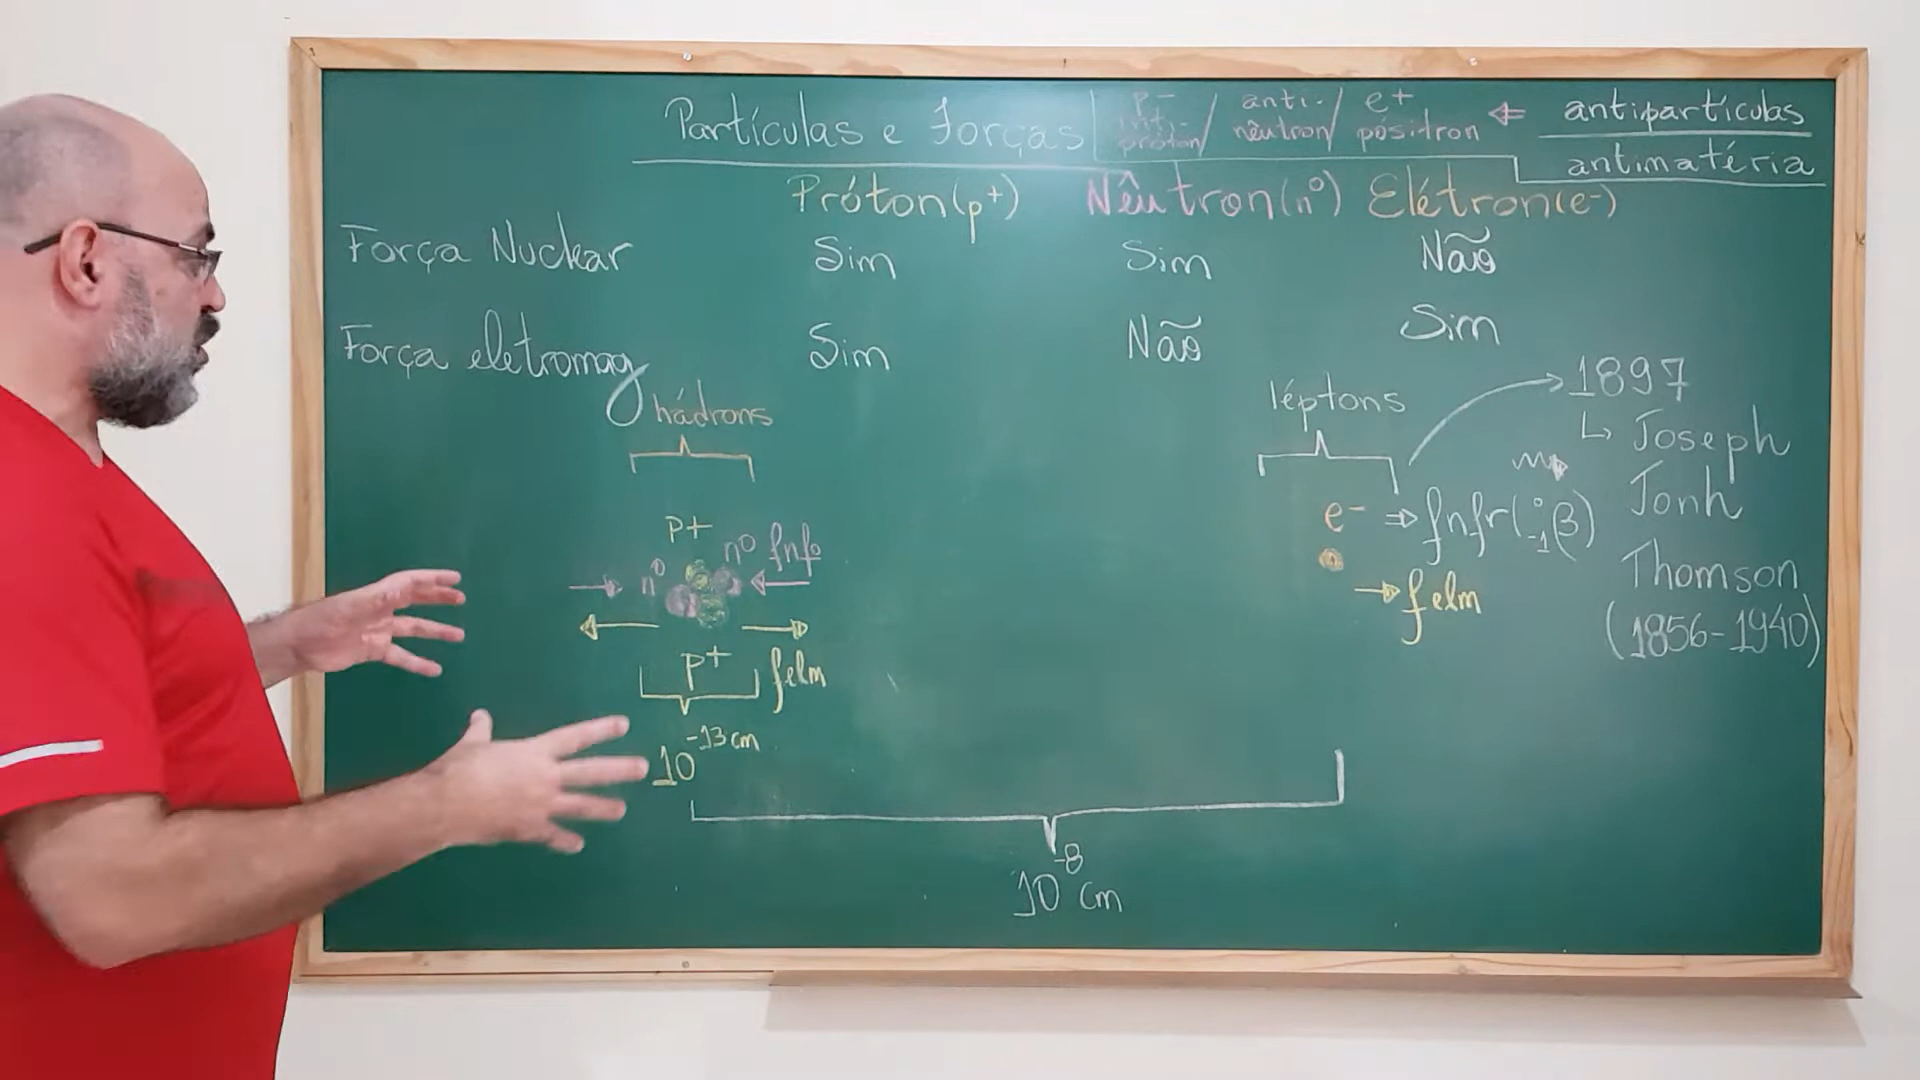 Partículas e Forças
p⁻ anti-próton / anti-nêutron / e+ pósitron ⇐ antipartículas
antimatéria
Próton(p⁺) Nêutron(n⁰) Elétron(e⁻)
Força Nuclear Sim Sim Não
Força eletromag Sim Não Sim
hádrons
léptons
1897
↳ Joseph
Jonh
Thomson
(1856-1940)
e⁻ ⇒ fnfr(⁰₋₁β)
→ felm
p+
n⁰ fnfo
n⁰
p+ felm
10⁻¹³ cm
10⁻⁸ cm